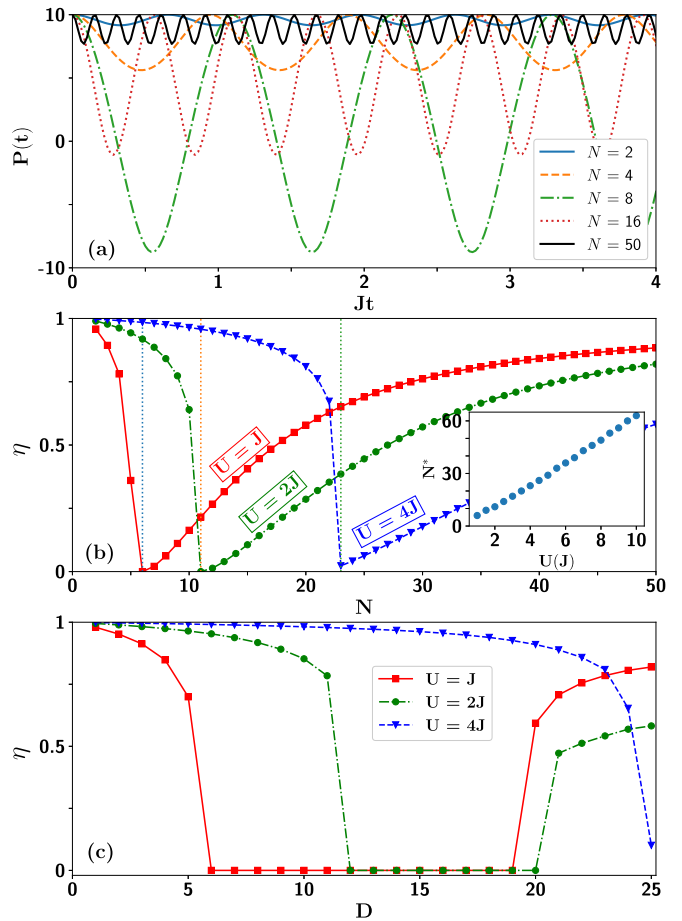 10
P(t)
0
-10
(a)
N = 2
N = 4
N = 8
N = 16
N = 50
0 1 2 3 4
Jt
1
η
0.5
0
(b)
U = J
U = 2J
U = 4J
N*
60
30
0
2 4 6 8 10
U(J)
0 10 20 30 40 50
N
1
η
0.5
0
(c)
U = J
U = 2J
U = 4J
0 5 10 15 20 25
D